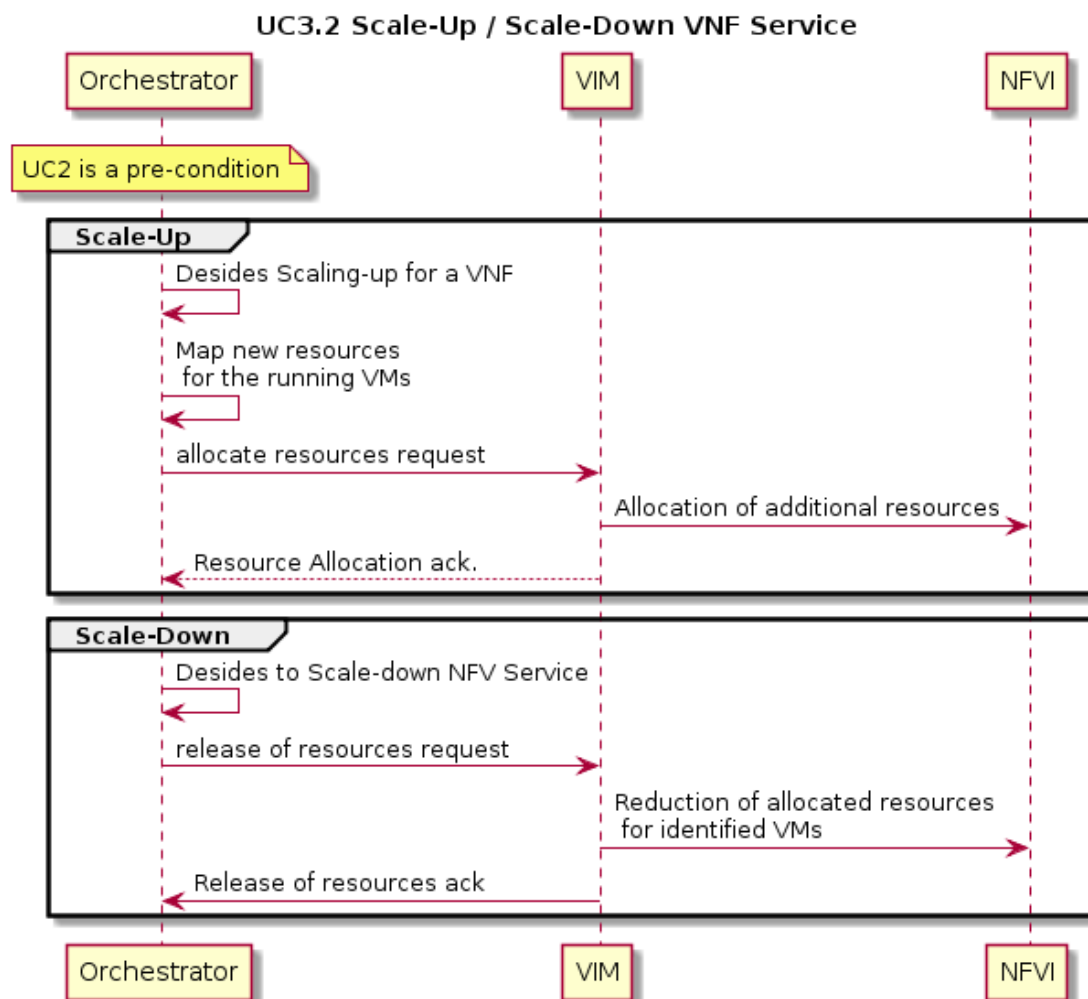 UC3.2 Scale-Up / Scale-Down VNF Service
Orchestrator
VIM
NFVI
UC2 is a pre-condition
Scale-Up
Desides Scaling-up for a VNF
Map new resources
for the running VMs
allocate resources request
Allocation of additional resources
Resource Allocation ack.
Scale-Down
Desides to Scale-down NFV Service
release of resources request
Reduction of allocated resources
for identified VMs
Release of resources ack
Orchestrator
VIM
NFVI